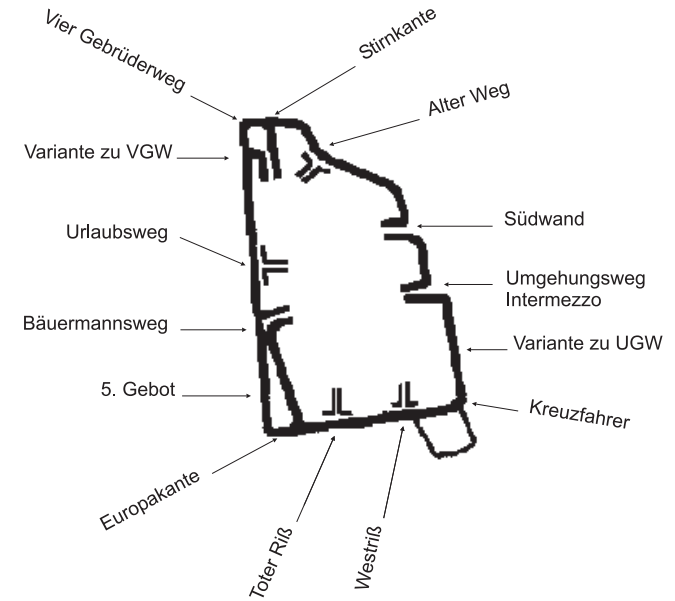 Vier Gebrüderweg
Stirnkante
Alter Weg
Variante zu VGW
Südwand
Urlaubsweg
Umgehungsweg
Intermezzo
Bäuermannsweg
Variante zu UGW
5. Gebot
Kreuzfahrer
Europakante
Toter Riß
Westriß